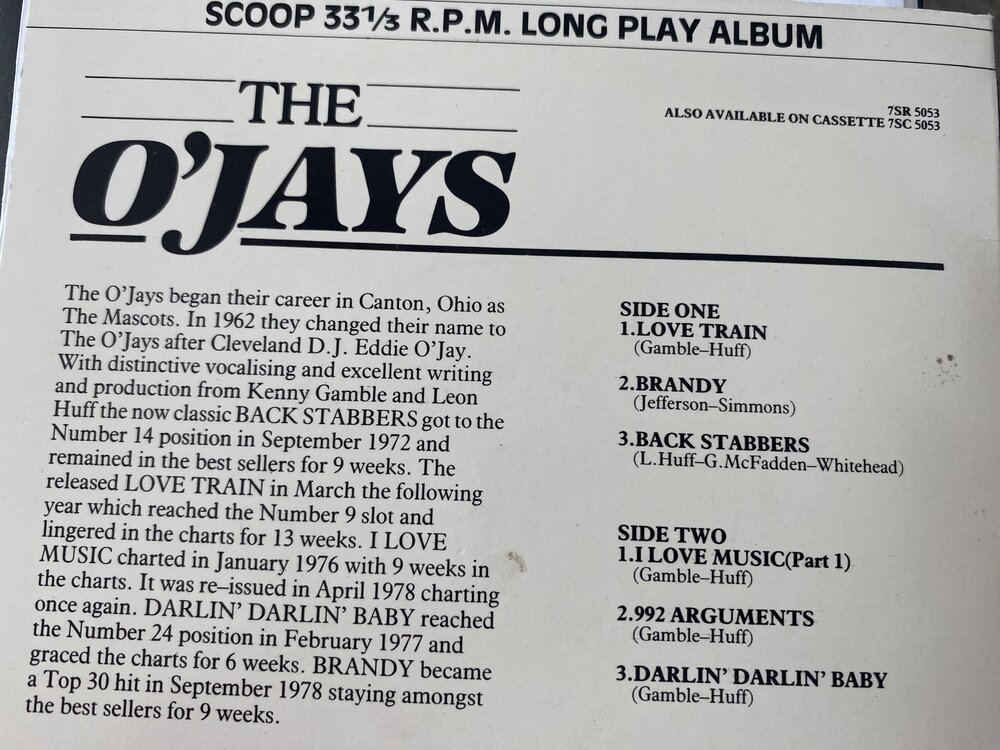 SCOOP 33⅓ R.P.M. LONG PLAY ALBUM
THE
O'JAYS
7SR 5053
ALSO AVAILABLE ON CASSETTE 7SC 5053
The O'Jays began their career in Canton, Ohio as
The Mascots. In 1962 they changed their name to
The O'Jays after Cleveland D.J. Eddie O'Jay.
With distinctive vocalising and excellent writing
and production from Kenny Gamble and Leon
Huff the now classic BACK STABBERS got to the
Number 14 position in September 1972 and
remained in the best sellers for 9 weeks. The
released LOVE TRAIN in March the following
year which reached the Number 9 slot and
lingered in the charts for 13 weeks. I LOVE
MUSIC charted in January 1976 with 9 weeks in
the charts. It was re–issued in April 1978 charting
once again. DARLIN' DARLIN' BABY reached
the Number 24 position in February 1977 and
graced the charts for 6 weeks. BRANDY became
a Top 30 hit in September 1978 staying amongst
the best sellers for 9 weeks.
SIDE ONE
1.LOVE TRAIN
(Gamble–Huff)
2.BRANDY
(Jefferson–Simmons)
3.BACK STABBERS
(L.Huff–G.McFadden–Whitehead)
SIDE TWO
1.I LOVE MUSIC(Part 1)
(Gamble–Huff)
2.992 ARGUMENTS
(Gamble–Huff)
3.DARLIN' DARLIN' BABY
(Gamble–Huff)